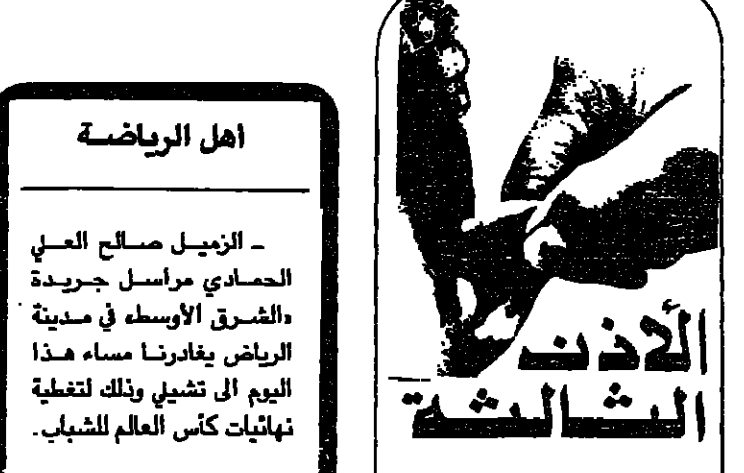 الأذن
الثالثة
أهل الرياضة
ـ الزميل صالح العلي
الحمادي مراسل جريدة
«الشرق الأوسط» في مدينة
الرياض يغادرنا مساء هذا
اليوم الى تشيلي وذلك لتغطية
نهائيات كأس العالم للشباب.